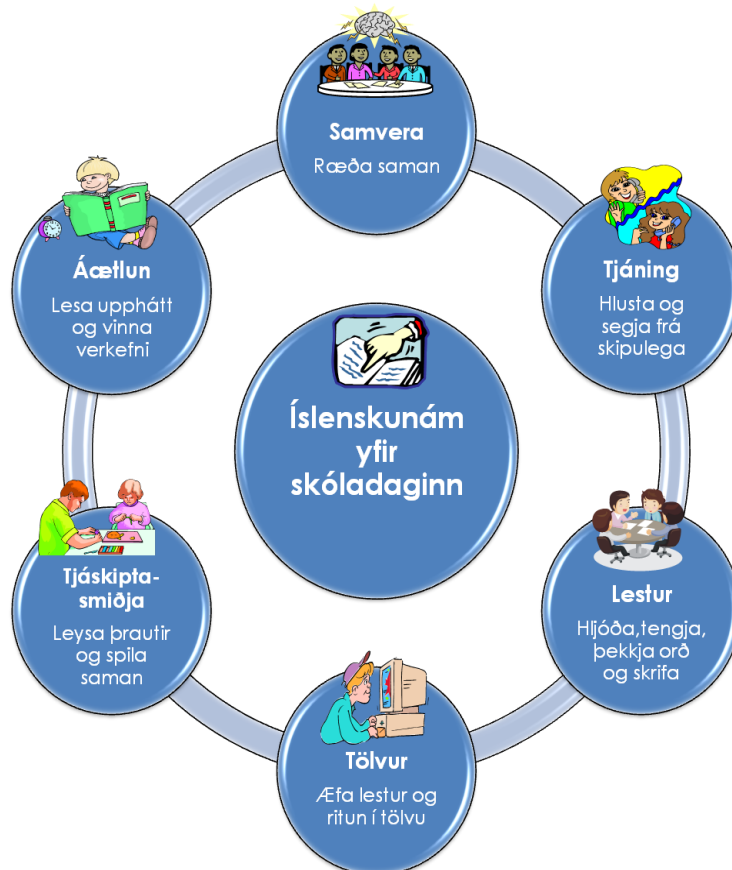 Samvera
Ræða saman
Tjáning
Hlusta og
segja frá
skipulega
Lestur
Hljóða,tengja,
þekkja orð
og skrifa
Tölvur
Æfa lestur og
ritun í tölvu
Tjáskipta-
smiðja
Leysa þrautir
og spila
saman
Áætlun
Lesa upphátt
og vinna
verkefni
Íslenskunám
yfir
skóladaginn